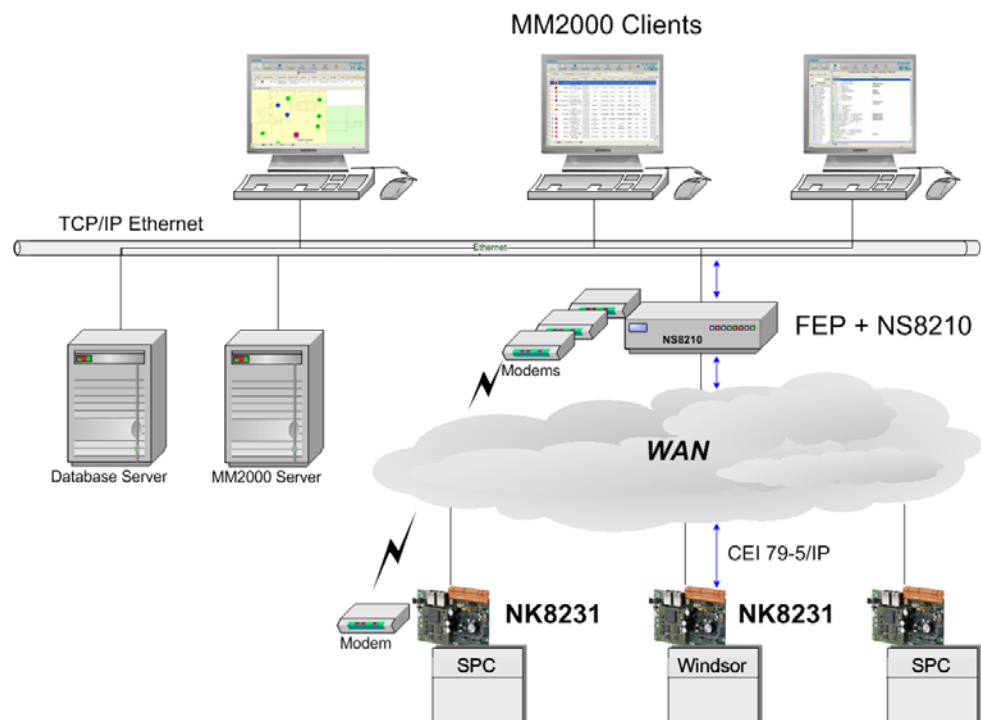 MM2000 Clients
TCP/IP Ethernet
Ethernet
NS8210
FEP + NS8210
Modems
Database Server
MM2000 Server
WAN
CEI 79-5/IP
NK8231
NK8231
Modem
SPC
Windsor
SPC